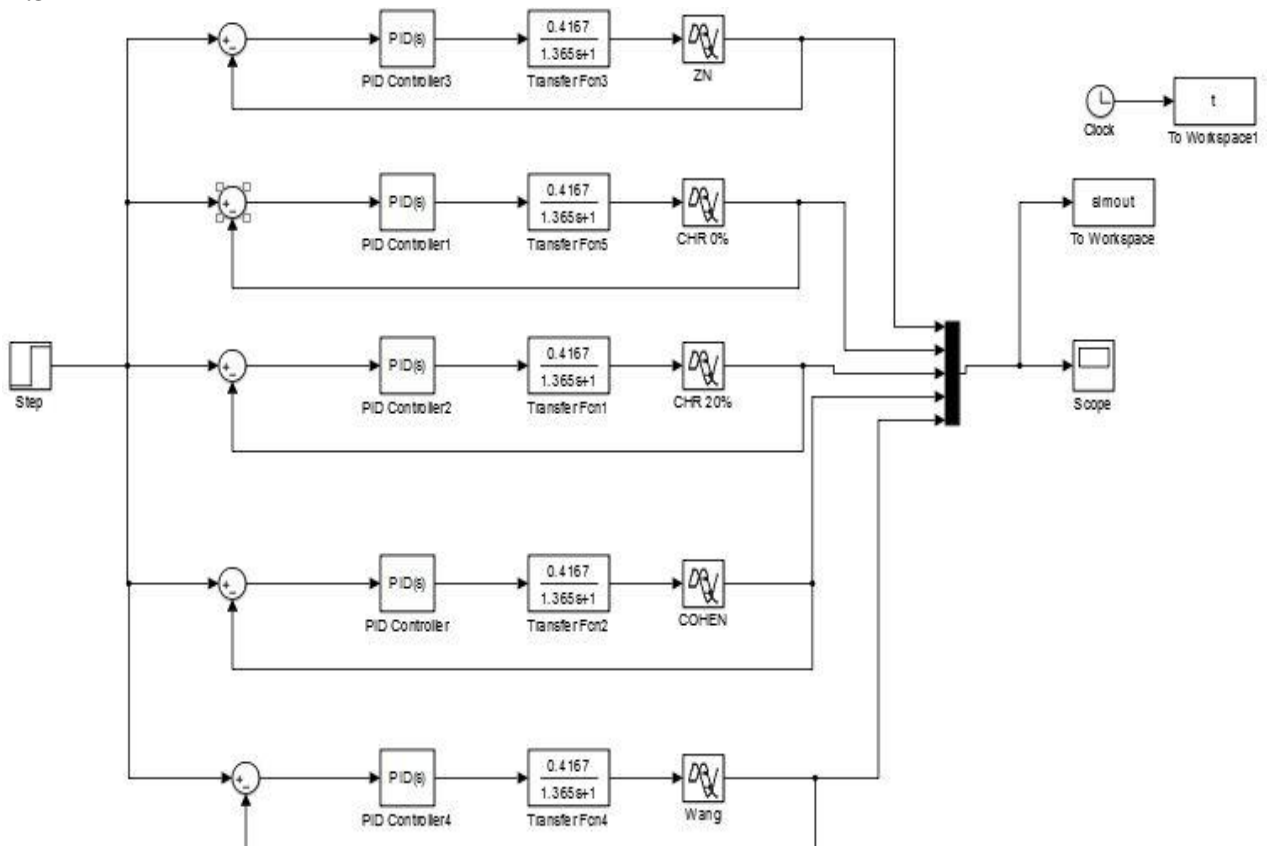 PID(s)
0.4167
1.365s+1
PID Controller3
Transfer Fcn3
ZN
t
Clock
To Workspace1
PID(s)
0.4167
1.365s+1
PID Controller1
Transfer Fcn5
CHR 0%
simout
To Workspace
Step
PID(s)
0.4167
1.365s+1
PID Controller2
Transfer Fcn1
CHR 20%
Scope
PID(s)
0.4167
1.365s+1
PID Controller
Transfer Fcn2
COHEN
PID(s)
0.4167
1.365s+1
PID Controller4
Transfer Fcn4
Wang